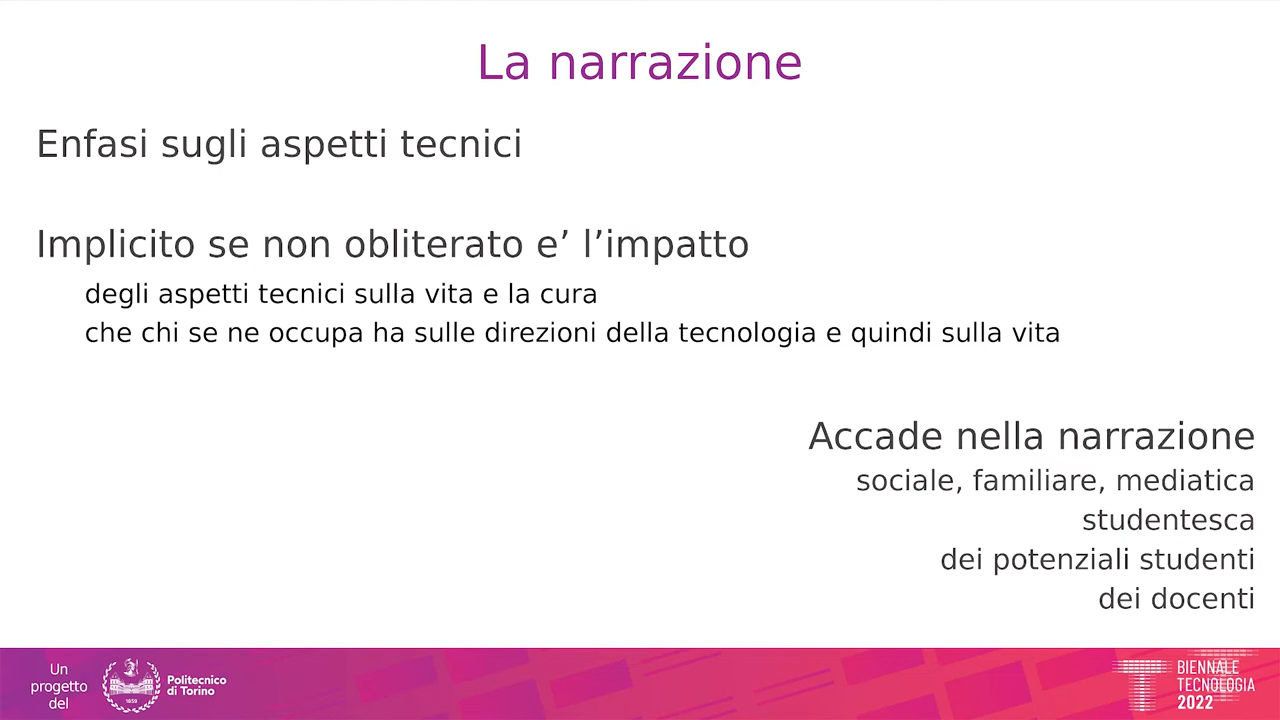 La narrazione
Enfasi sugli aspetti tecnici
Implicito se non obliterato e’ l’impatto
degli aspetti tecnici sulla vita e la cura
che chi se ne occupa ha sulle direzioni della tecnologia e quindi sulla vita
Accade nella narrazione
sociale, familiare, mediatica
studentesca
dei potenziali studenti
dei docenti
Un
progetto
del
1859
Politecnico
di Torino
BIENNALE
TECNOLOGIA
2022